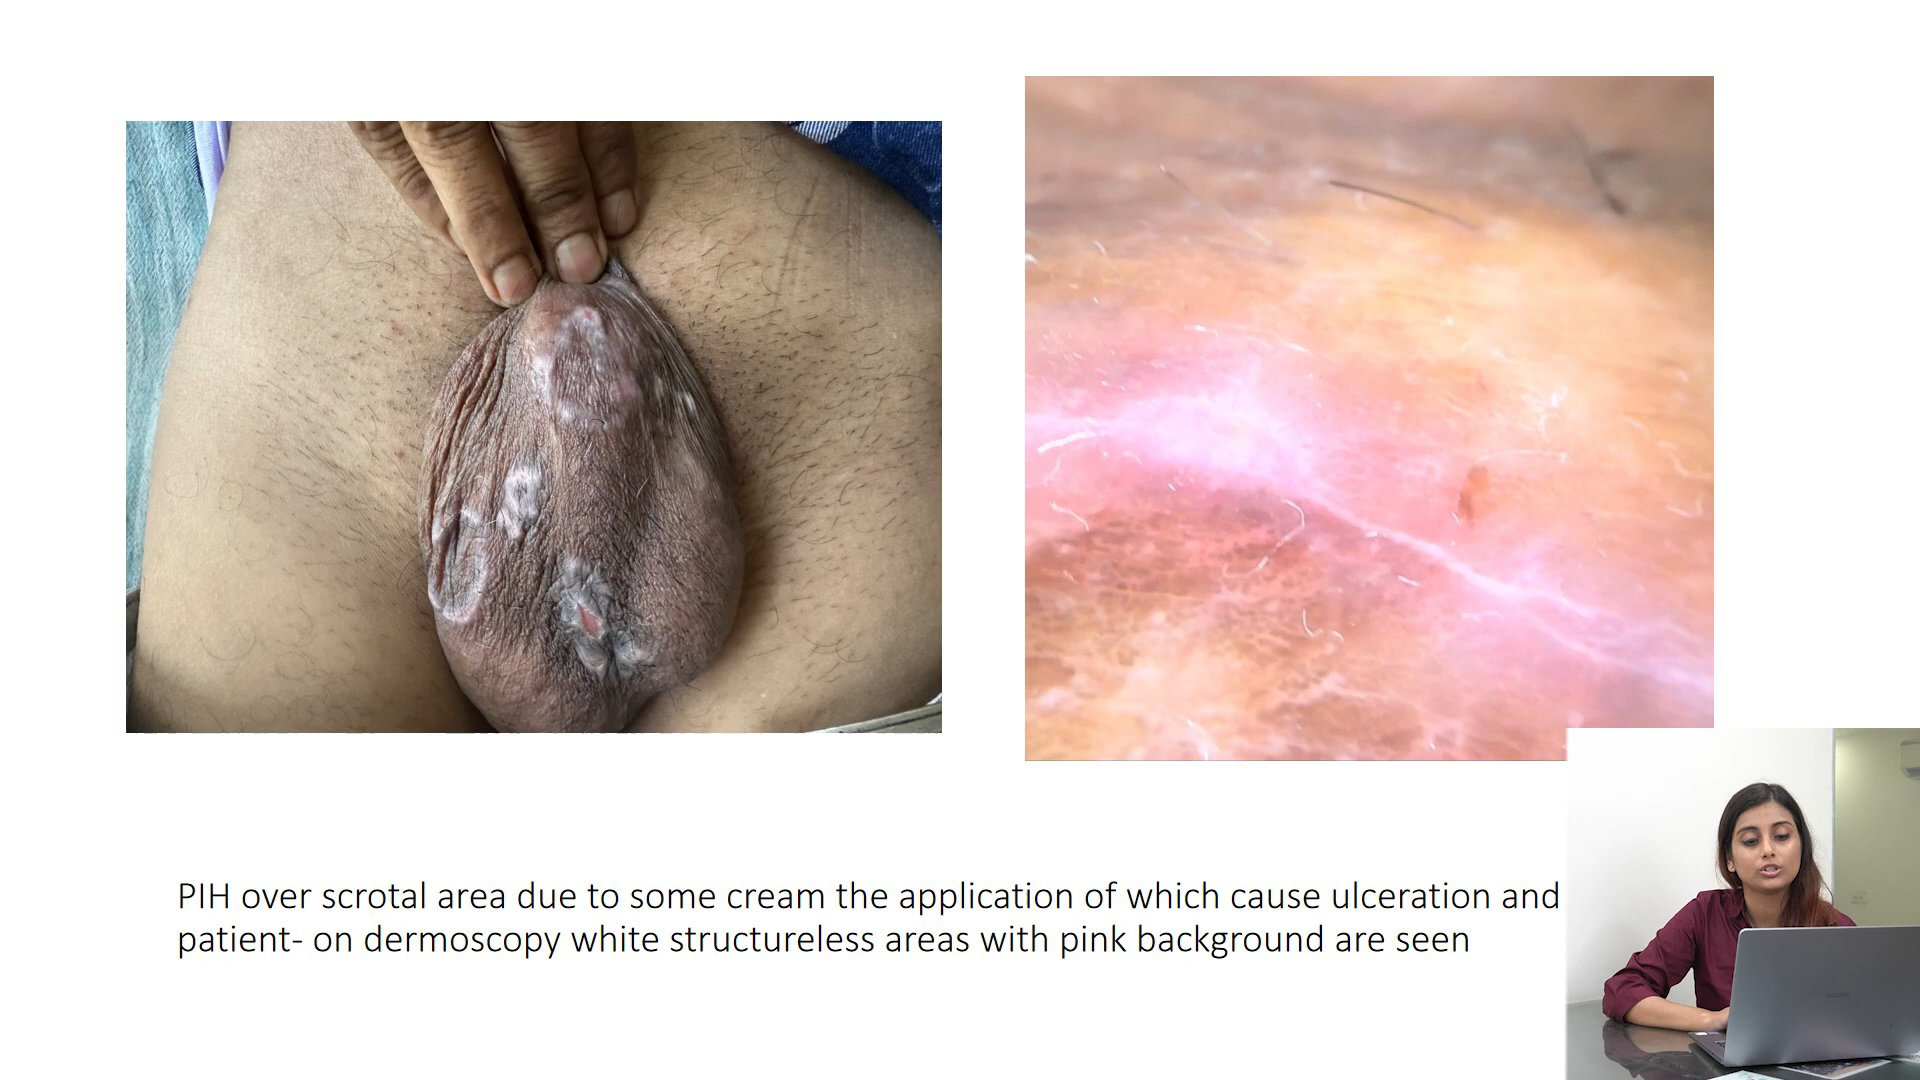 PIH over scrotal area due to some cream the application of which cause ulceration and
patient- on dermoscopy white structureless areas with pink background are seen